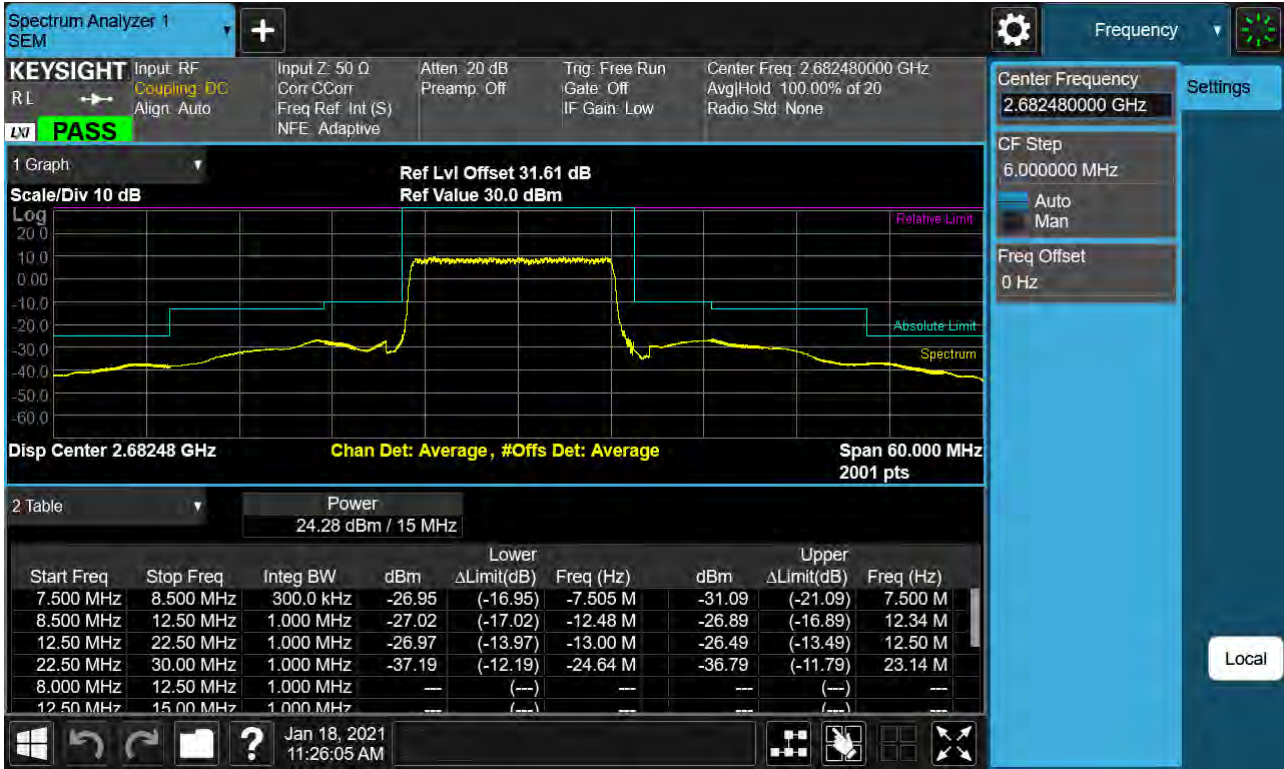 Spectrum Analyzer 1
SEM
Frequency
KEYSIGHT
Input: RF
Coupling: DC
Align: Auto
Input Z: 50 Ω
Corr CCorr
Freq Ref: Int (S)
NFE: Adaptive
Atten: 20 dB
Preamp: Off
Trig: Free Run
Gate: Off
IF Gain: Low
Center Freq: 2.682480000 GHz
Avg|Hold: 100.00% of 20
Radio Std: None
R L
LXI PASS
Center Frequency
2.682480000 GHz
Settings
CF Step
6.000000 MHz
Auto
Man
Freq Offset
0 Hz
1 Graph
Ref Lvl Offset 31.61 dB
Scale/Div 10 dB
Ref Value 30.0 dBm
Log
Relative Limit
20.0
10.0
0.00
-10.0
-20.0
Absolute Limit
-30.0
Spectrum
-40.0
-50.0
-60.0
Disp Center 2.68248 GHz
Chan Det: Average, #Offs Det: Average
Span 60.000 MHz
2001 pts
2 Table
Power
24.28 dBm / 15 MHz
Lower Upper
Start Freq Stop Freq Integ BW dBm ΔLimit(dB) Freq (Hz) dBm ΔLimit(dB) Freq (Hz)
7.500 MHz 8.500 MHz 300.0 kHz -26.95 (-16.95) -7.505 M -31.09 (-21.09) 7.500 M
8.500 MHz 12.50 MHz 1.000 MHz -27.02 (-17.02) -12.48 M -26.89 (-16.89) 12.34 M
12.50 MHz 22.50 MHz 1.000 MHz -26.97 (-13.97) -13.00 M -26.49 (-13.49) 12.50 M
22.50 MHz 30.00 MHz 1.000 MHz -37.19 (-12.19) -24.64 M -36.79 (-11.79) 23.14 M
8.000 MHz 12.50 MHz 1.000 MHz --- (---) --- --- (---) ---
12.50 MHz 15.00 MHz 1.000 MHz --- (---) --- --- (---) ---
Local
?
Jan 18, 2021
11:26:05 AM